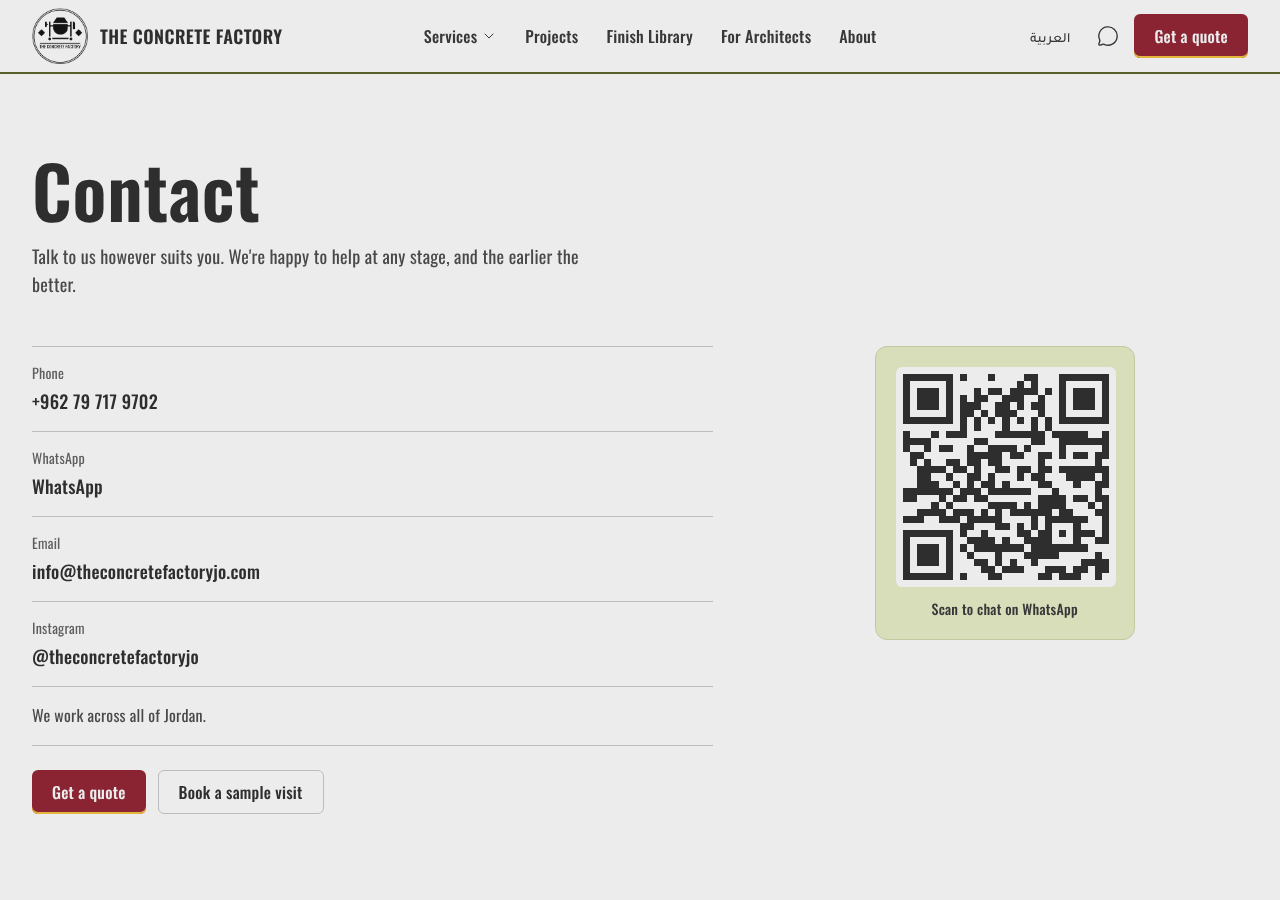 THE CONCRETE FACTORY
THE CONCRETE FACTORY
Services
Projects
Finish Library
For Architects
About
العربية
Get a quote
Contact
Talk to us however suits you. We're happy to help at any stage, and the earlier the
better.
Phone
+962 79 717 9702
WhatsApp
WhatsApp
Email
info@theconcretefactoryjo.com
Instagram
@theconcretefactoryjo
We work across all of Jordan.
Get a quote
Book a sample visit
Scan to chat on WhatsApp